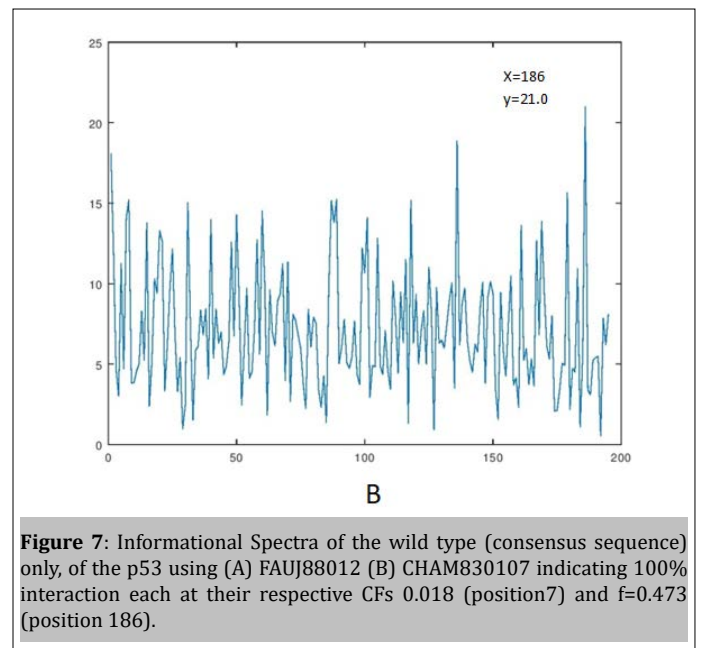 25
20
15
10
5
0
0 50 100 150 200
X=186
y=21.0
B
Figure 7: Informational Spectra of the wild type (consensus sequence)
only, of the p53 using (A) FAUJ88012 (B) CHAM830107 indicating 100%
interaction each at their respective CFs 0.018 (position7) and f=0.473
(position 186).